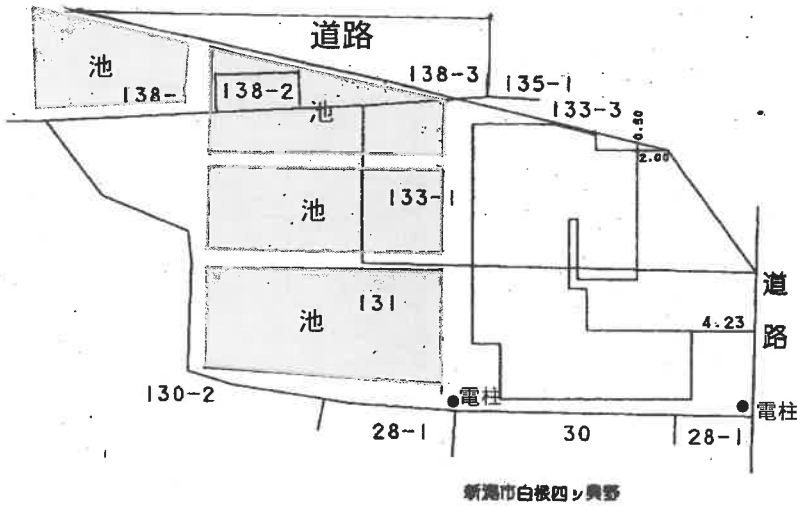 道路
池
138-
138-2
138-3
135-1
池
133-3
0.50
2.00
池
133-1
道
路
池
131
4.23
130-2
電柱
電柱
28-1
30
28-1
新潟市白根四ッ興野